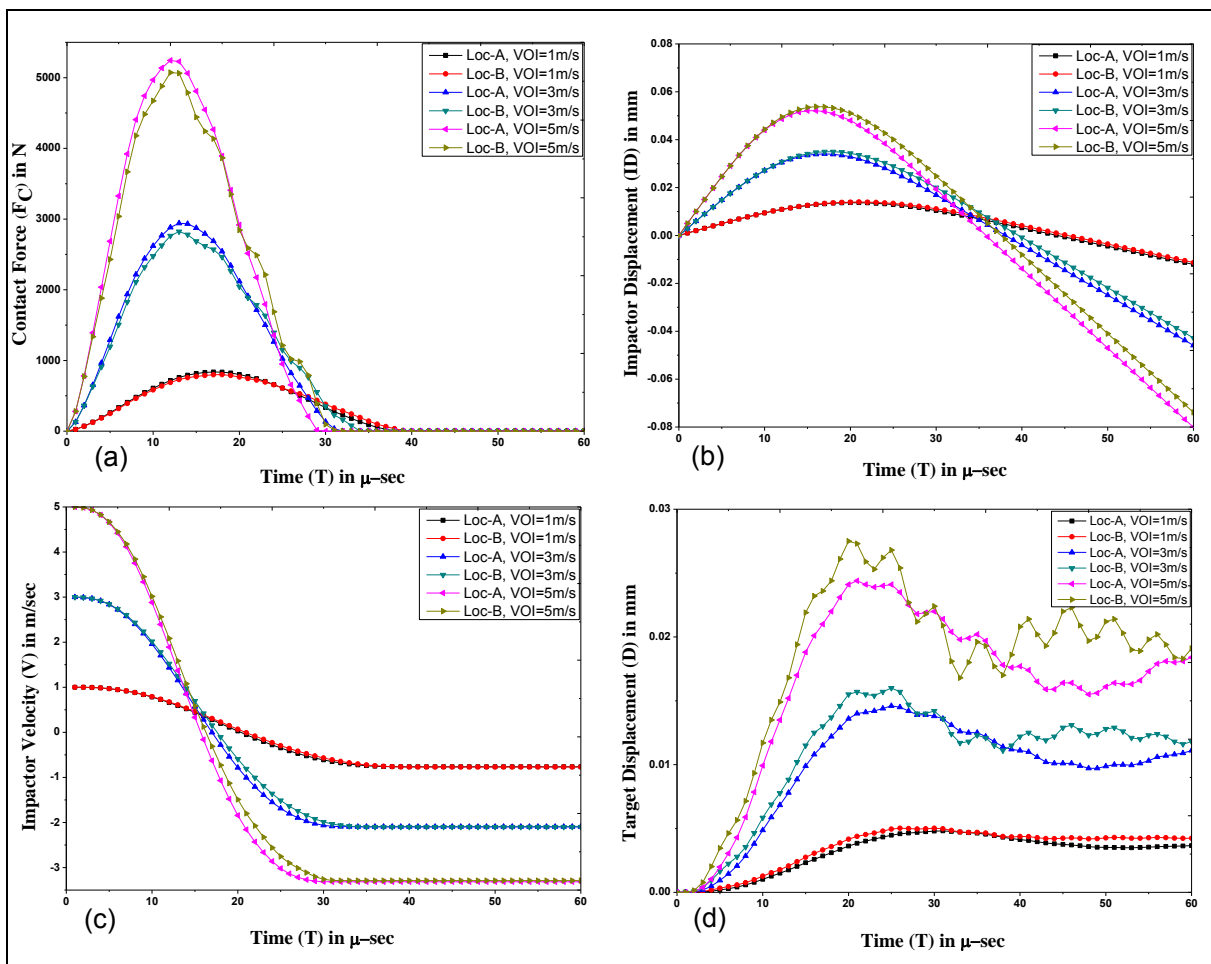 Contact Force (F_C) in N
5000
4000
3000
2000
1000
0
0 10 20 30 40 50 60
Time (T) in μ–sec
Loc-A, VOI=1m/s
Loc-B, VOI=1m/s
Loc-A, VOI=3m/s
Loc-B, VOI=3m/s
Loc-A, VOI=5m/s
Loc-B, VOI=5m/s
(a)
Impactor Displacement (ID) in mm
0.08
0.06
0.04
0.02
0.00
-0.02
-0.04
-0.06
-0.08
0 10 20 30 40 50 60
Time (T) in μ–sec
Loc-A, VOI=1m/s
Loc-B, VOI=1m/s
Loc-A, VOI=3m/s
Loc-B, VOI=3m/s
Loc-A, VOI=5m/s
Loc-B, VOI=5m/s
(b)
Impactor Velocity (V) in m/sec
5
4
3
2
1
0
-1
-2
-3
0 10 20 30 40 50 60
Time (T) in μ–sec
Loc-A, VOI=1m/s
Loc-B, VOI=1m/s
Loc-A, VOI=3m/s
Loc-B, VOI=3m/s
Loc-A, VOI=5m/s
Loc-B, VOI=5m/s
(c)
Target Displacement (D) in mm
0.03
0.02
0.01
0.00
0 10 20 30 40 50 60
Time (T) in μ–sec
Loc-A, VOI=1m/s
Loc-B, VOI=1m/s
Loc-A, VOI=3m/s
Loc-B, VOI=3m/s
Loc-A, VOI=5m/s
Loc-B, VOI=5m/s
(d)